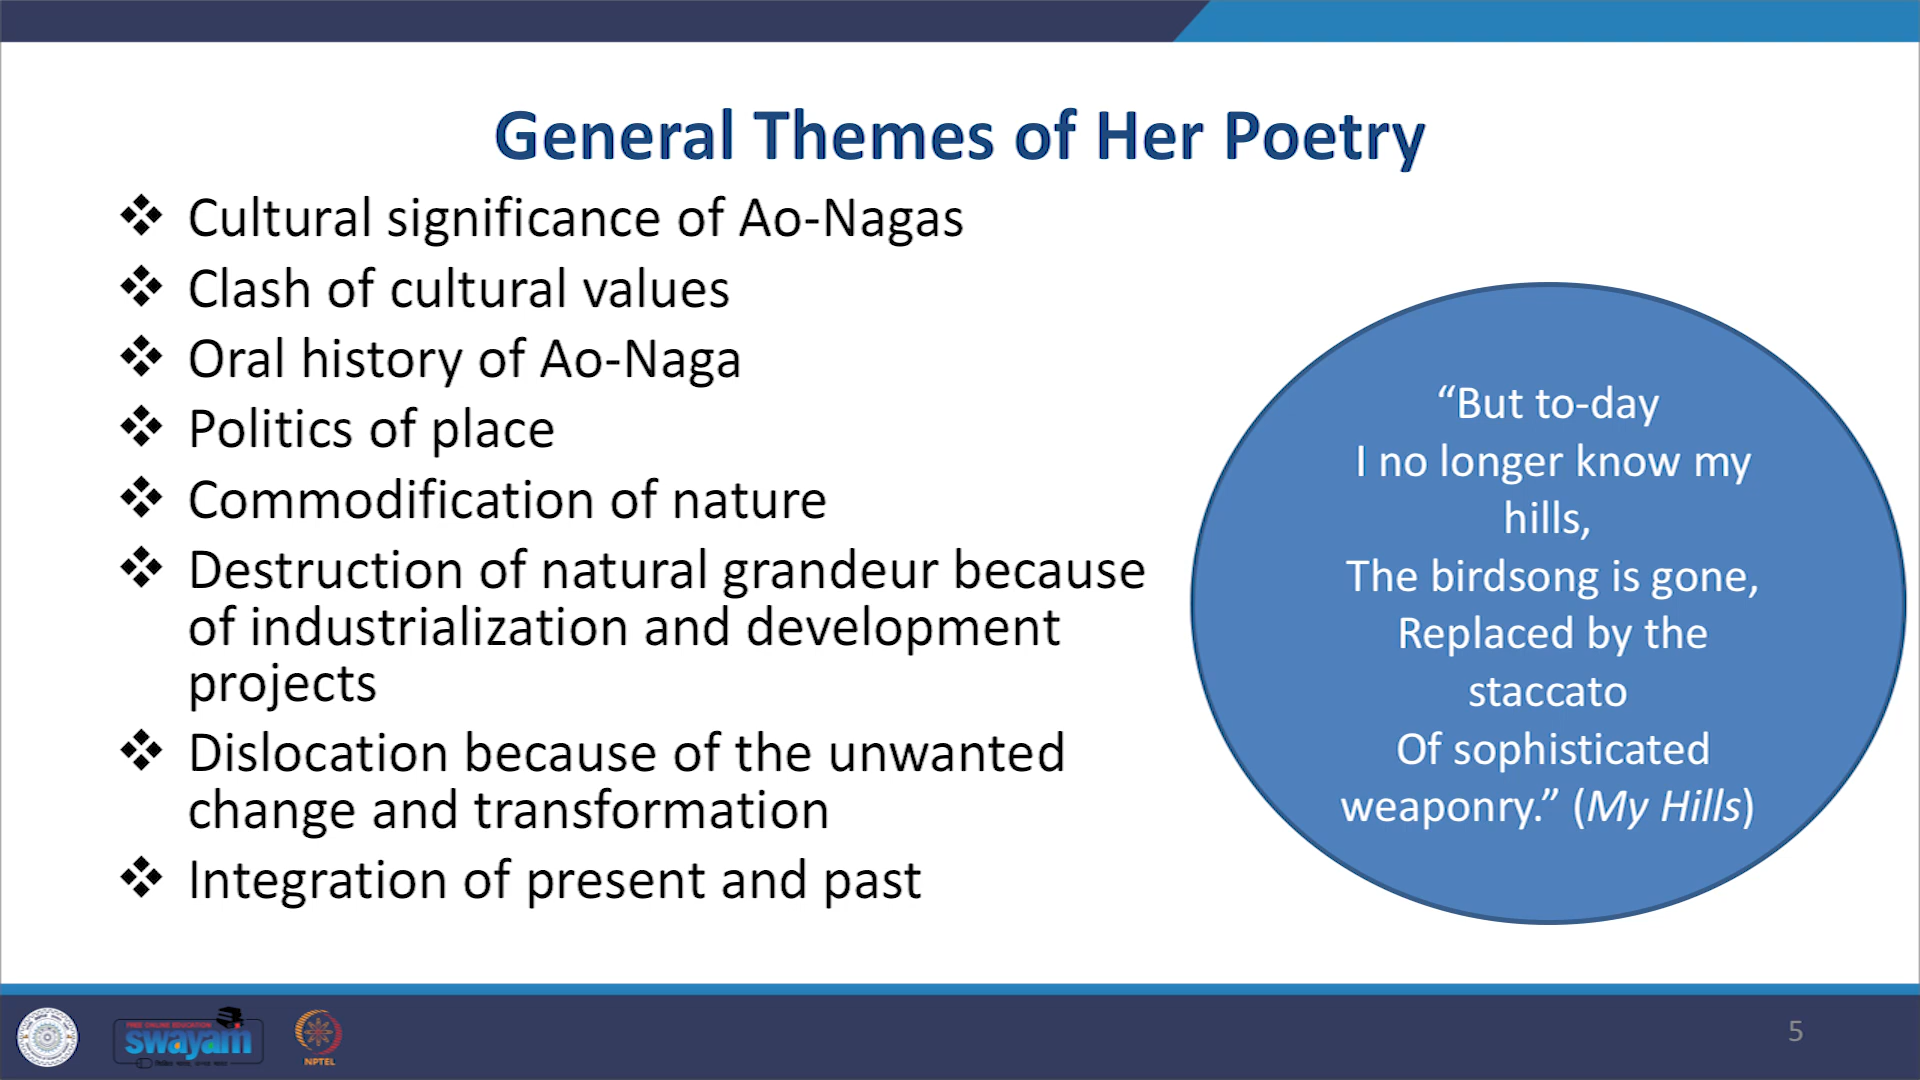 General Themes of Her Poetry
❖ Cultural significance of Ao-Nagas
❖ Clash of cultural values
❖ Oral history of Ao-Naga
❖ Politics of place
❖ Commodification of nature
❖ Destruction of natural grandeur because
of industrialization and development
projects
❖ Dislocation because of the unwanted
change and transformation
❖ Integration of present and past
“But to-day
I no longer know my
hills,
The birdsong is gone,
Replaced by the
staccato
Of sophisticated
weaponry.” (My Hills)
FREE ONLINE EDUCATION
swayam
NPTEL
5